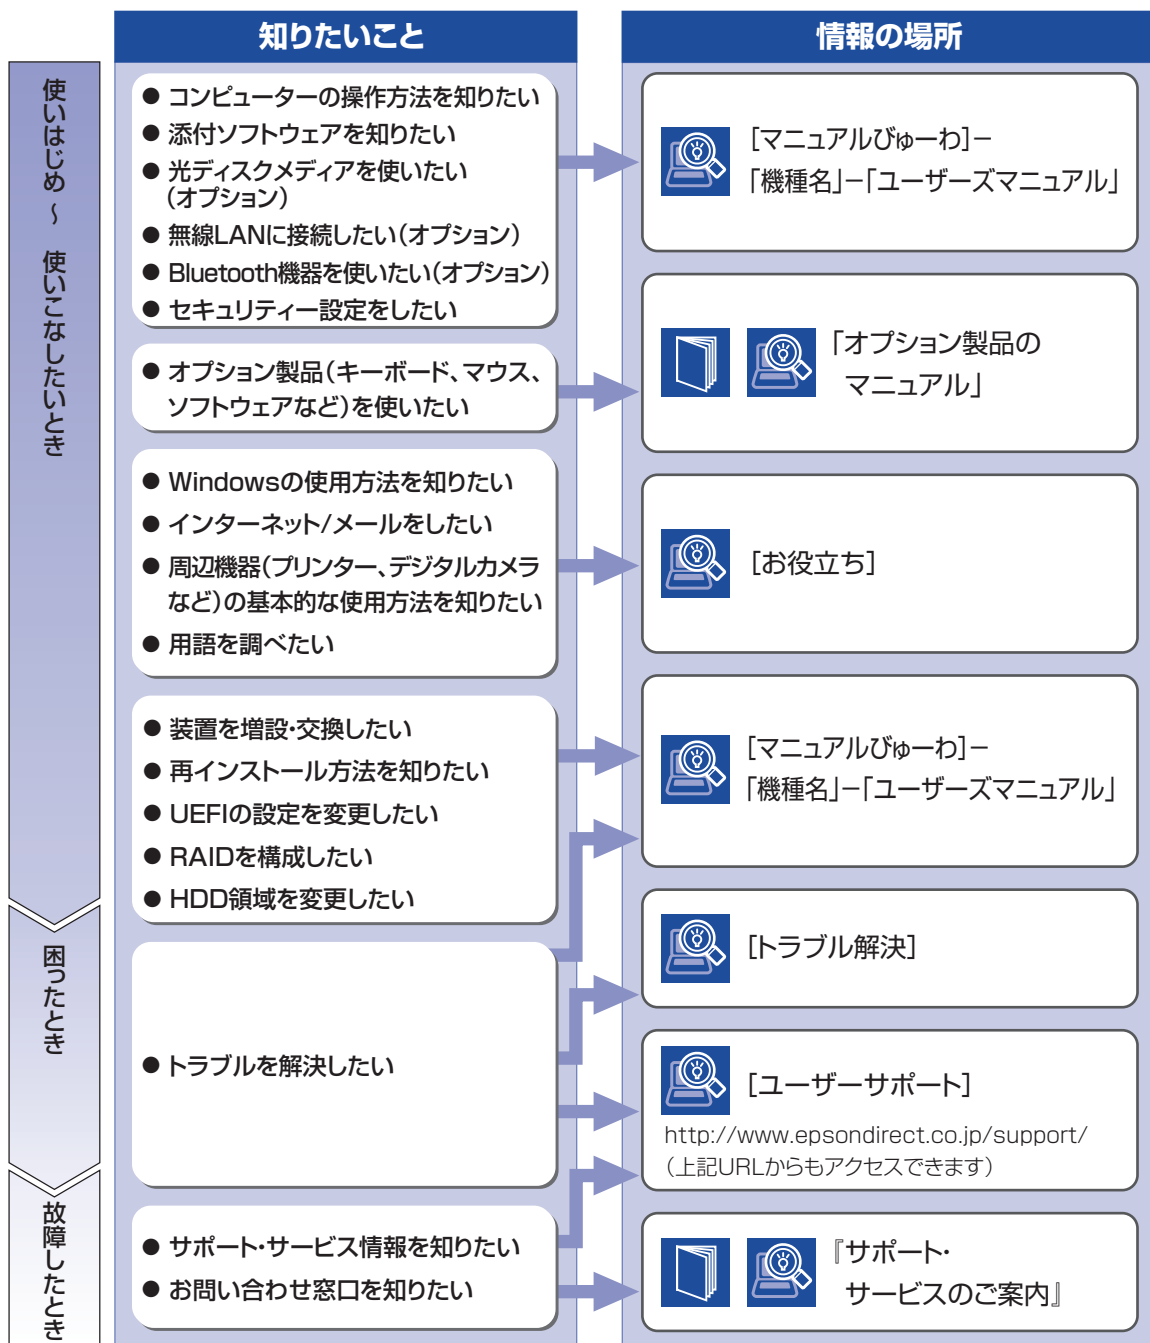 知りたいこと
情報の場所
使いはじめ ～ 使いこなしたいとき
● コンピューターの操作方法を知りたい
● 添付ソフトウェアを知りたい
● 光ディスクメディアを使いたい
(オプション)
● 無線LANに接続したい(オプション)
● Bluetooth機器を使いたい(オプション)
● セキュリティー設定をしたい
[マニュアルびゅーわ]－
「機種名」－「ユーザーズマニュアル」
● オプション製品(キーボード、マウス、
ソフトウェアなど)を使いたい
「オプション製品の
マニュアル」
● Windowsの使用方法を知りたい
● インターネット/メールをしたい
● 周辺機器(プリンター、デジタルカメラ
など)の基本的な使用方法を知りたい
● 用語を調べたい
[お役立ち]
● 装置を増設・交換したい
● 再インストール方法を知りたい
● UEFIの設定を変更したい
● RAIDを構成したい
● HDD領域を変更したい
[マニュアルびゅーわ]－
「機種名」－「ユーザーズマニュアル」
困ったとき
● トラブルを解決したい
[トラブル解決]
[ユーザーサポート]
http://www.epsondirect.co.jp/support/
(上記URLからもアクセスできます)
故障したとき
● サポート・サービス情報を知りたい
● お問い合わせ窓口を知りたい
『サポート・
サービスのご案内』